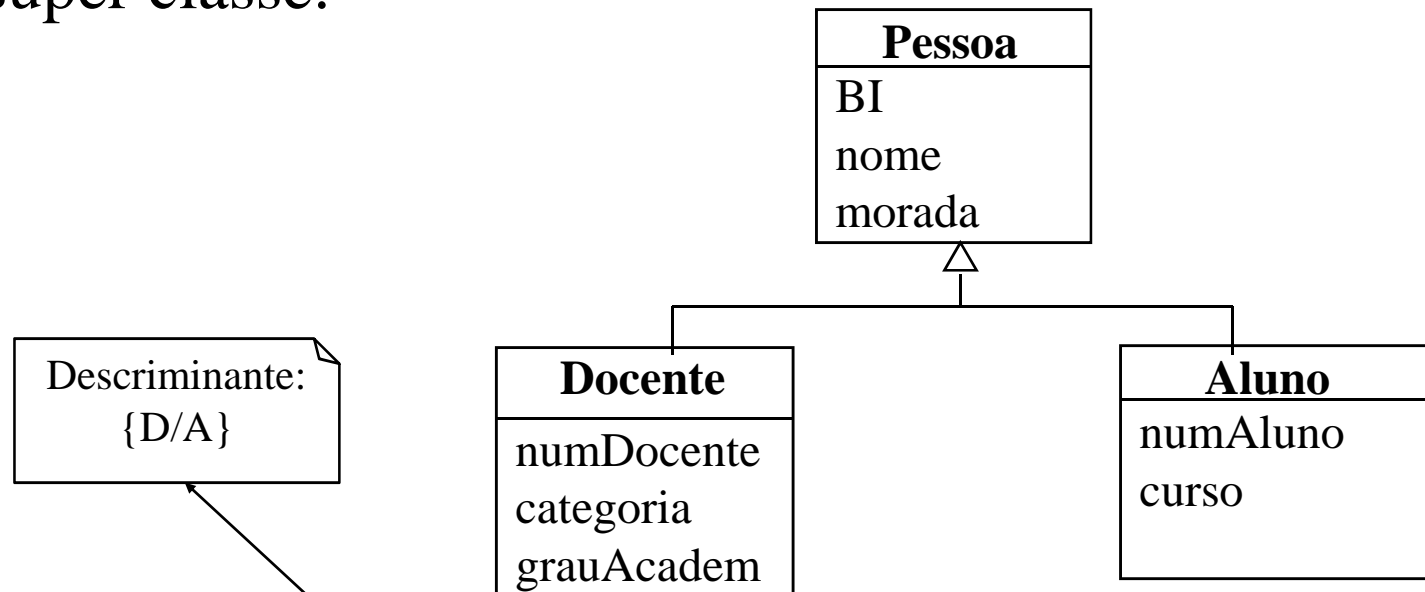 super classe.
Pessoa
BI
nome
morada
Descriminante:
{D/A}
Docente
numDocente
categoria
grauAcadem
Aluno
numAluno
curso